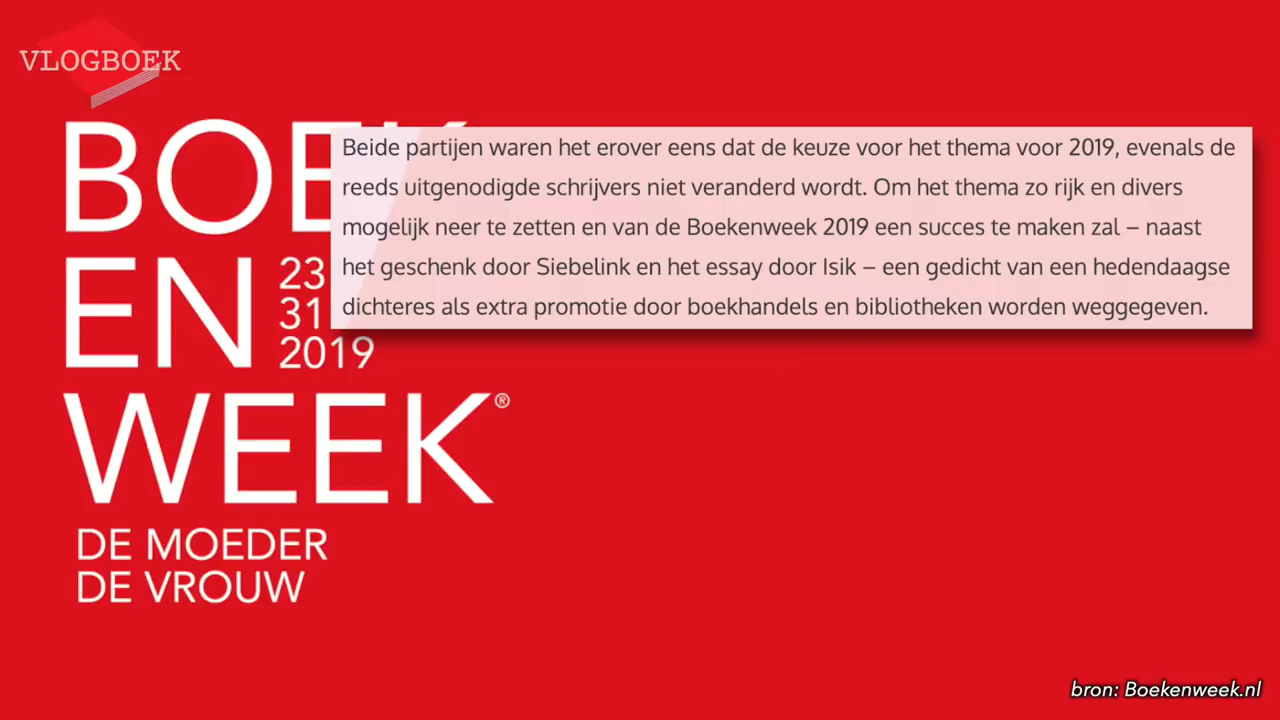 VLOGBOEK
BOEK
EN
23
31
2019
WEEK®
DE MOEDER
DE VROUW
Beide partijen waren het erover eens dat de keuze voor het thema voor 2019, evenals de
reeds uitgenodigde schrijvers niet veranderd wordt. Om het thema zo rijk en divers
mogelijk neer te zetten en van de Boekenweek 2019 een succes te maken zal – naast
het geschenk door Siebelink en het essay door Isik – een gedicht van een hedendaagse
dichteres als extra promotie door boekhandels en bibliotheken worden weggegeven.
bron: Boekenweek.nl